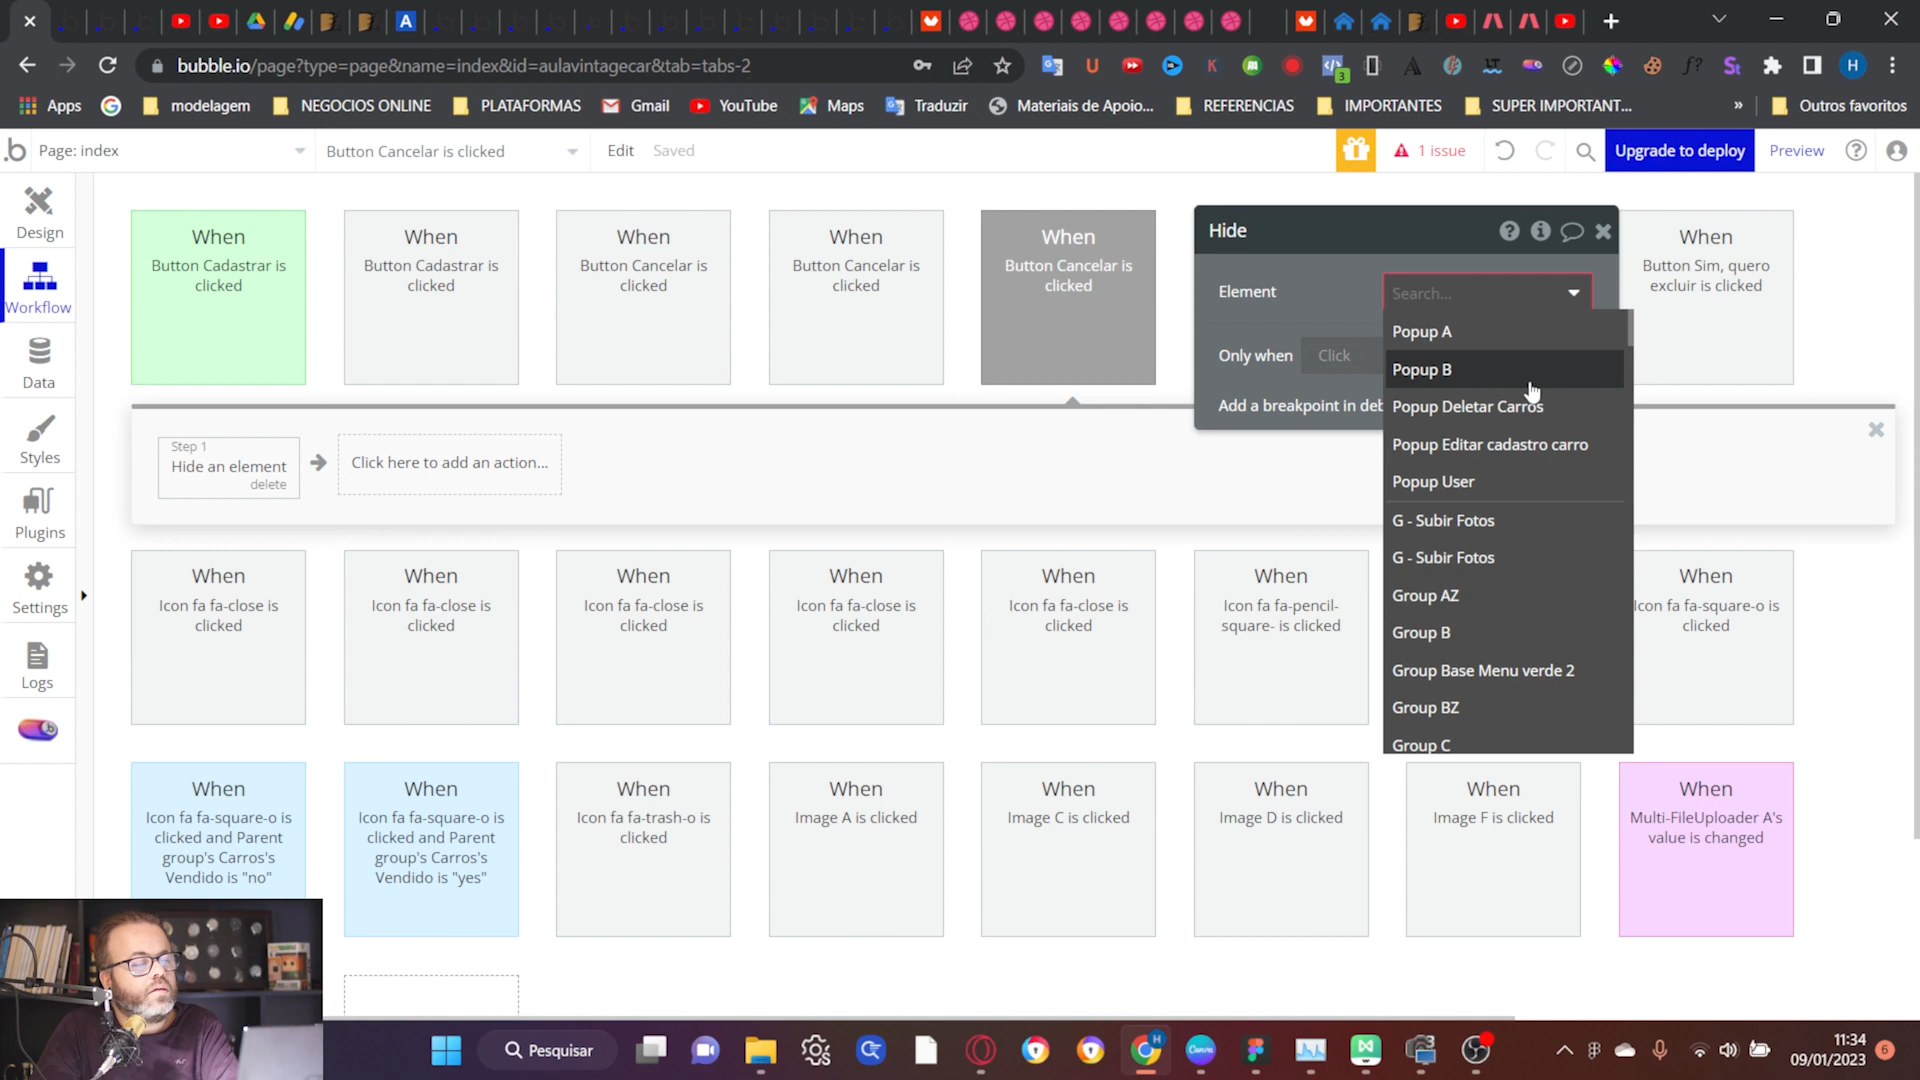 bubble.io/page?type=page&name=index&id=aulavintagecar&tab=tabs-2
Apps
modelagem
NEGOCIOS ONLINE
PLATAFORMAS
Gmail
YouTube
Maps
Traduzir
Materiais de Apoio...
REFERENCIAS
IMPORTANTES
SUPER IMPORTANT...
»
Outros favoritos
Page: index
Button Cancelar is clicked
Edit
Saved
1 issue
Upgrade to deploy
Preview
Design
Workflow
Data
Styles
Plugins
Settings
Logs
When
Button Cadastrar is
clicked
When
Button Cadastrar is
clicked
When
Button Cancelar is
clicked
When
Button Cancelar is
clicked
When
Button Cancelar is
clicked
Hide
Element
Search...
Only when
Click
Add a breakpoint in deb
Popup A
Popup B
Popup Deletar Carros
Popup Editar cadastro carro
Popup User
G - Subir Fotos
G - Subir Fotos
Group AZ
Group B
Group Base Menu verde 2
Group BZ
Group C
When
Button Sim, quero
excluir is clicked
Step 1
Hide an element
delete
Click here to add an action...
When
Icon fa fa-close is
clicked
When
Icon fa fa-close is
clicked
When
Icon fa fa-close is
clicked
When
Icon fa fa-close is
clicked
When
Icon fa fa-close is
clicked
When
Icon fa fa-pencil-
square- is clicked
When
Icon fa fa-square-o is
clicked
When
Icon fa fa-square-o is
clicked and Parent
group's Carros's
Vendido is "no"
When
Icon fa fa-square-o is
clicked and Parent
group's Carros's
Vendido is "yes"
When
Icon fa fa-trash-o is
clicked
When
Image A is clicked
When
Image C is clicked
When
Image D is clicked
When
Image F is clicked
When
Multi-FileUploader A's
value is changed
Pesquisar
11:34
09/01/2023
6